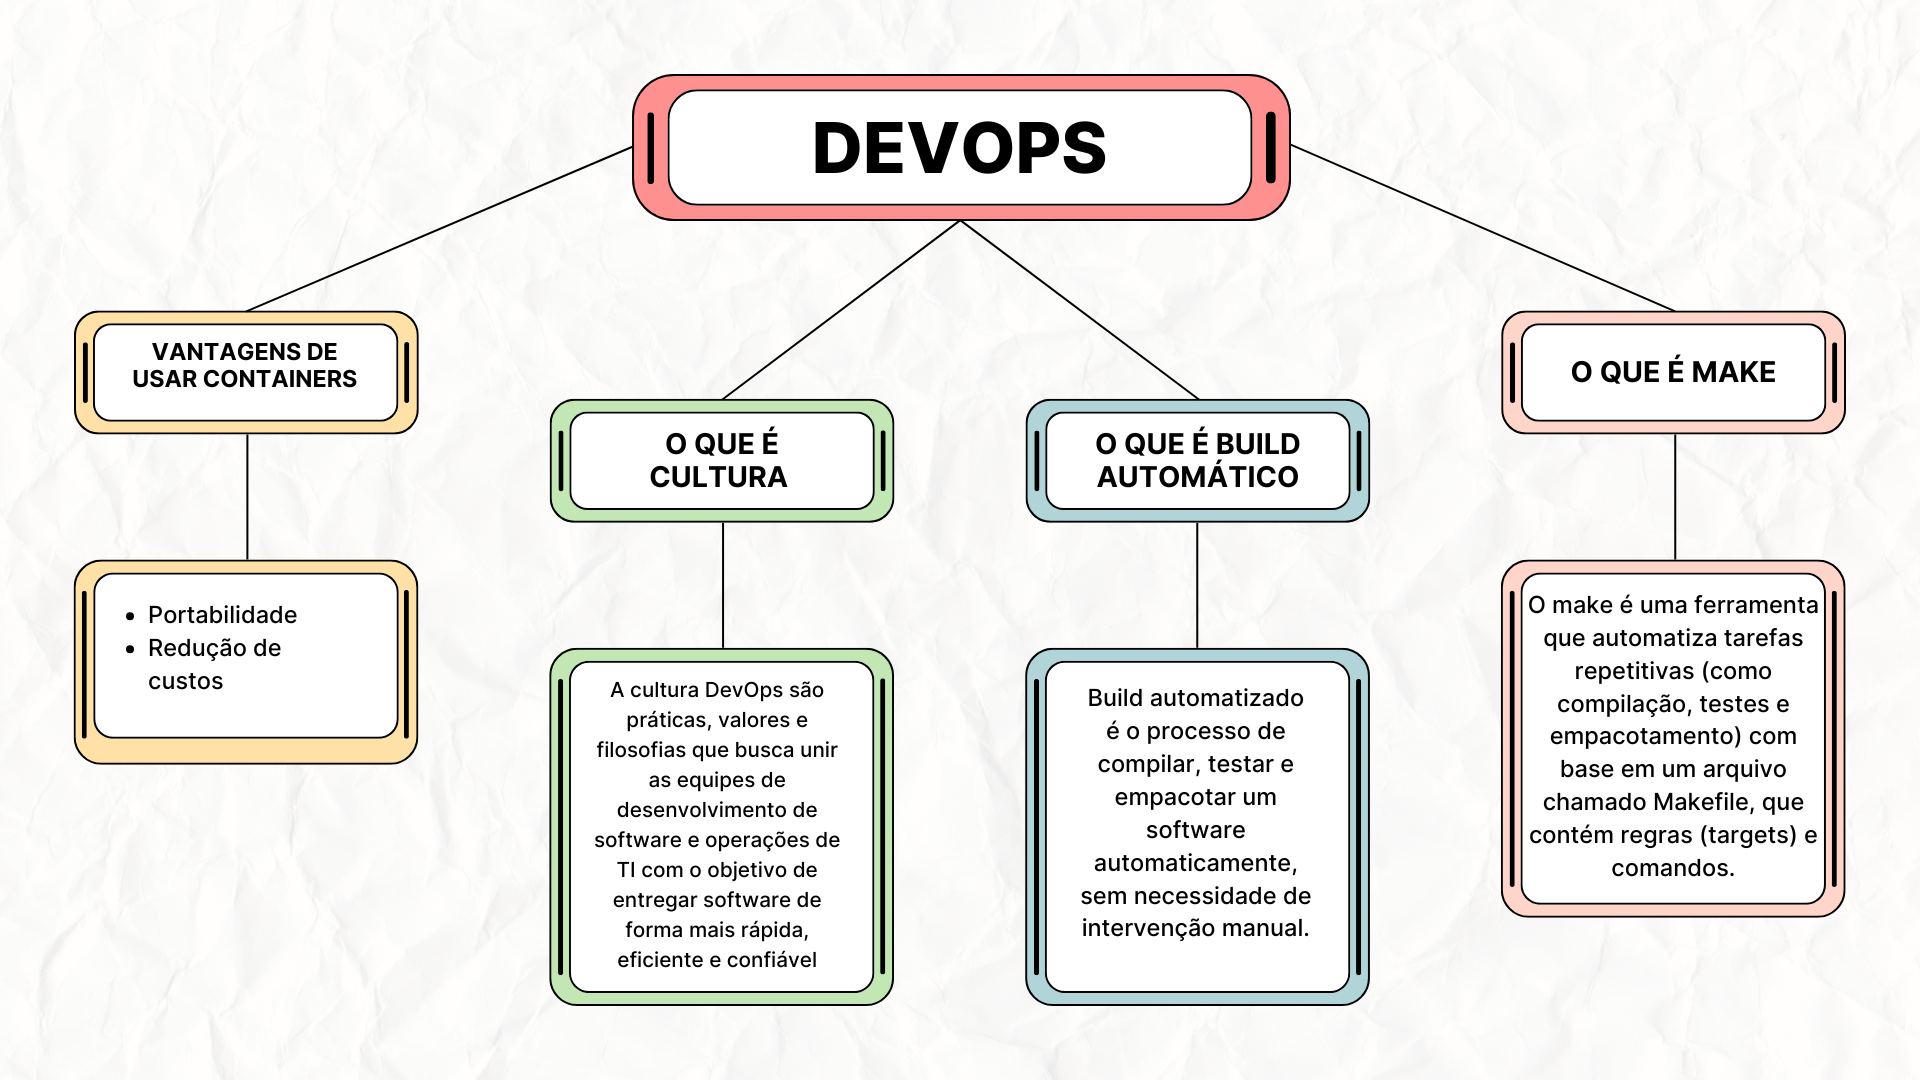 DEVOPS
VANTAGENS DE
USAR CONTAINERS
• Portabilidade
• Redução de
custos
O QUE É
CULTURA
A cultura DevOps são
práticas, valores e
filosofias que busca unir
as equipes de
desenvolvimento de
software e operações de
TI com o objetivo de
entregar software de
forma mais rápida,
eficiente e confiável
O QUE É BUILD
AUTOMÁTICO
Build automatizado
é o processo de
compilar, testar e
empacotar um
software
automaticamente,
sem necessidade de
intervenção manual.
O QUE É MAKE
O make é uma ferramenta
que automatiza tarefas
repetitivas (como
compilação, testes e
empacotamento) com
base em um arquivo
chamado Makefile, que
contém regras (targets) e
comandos.